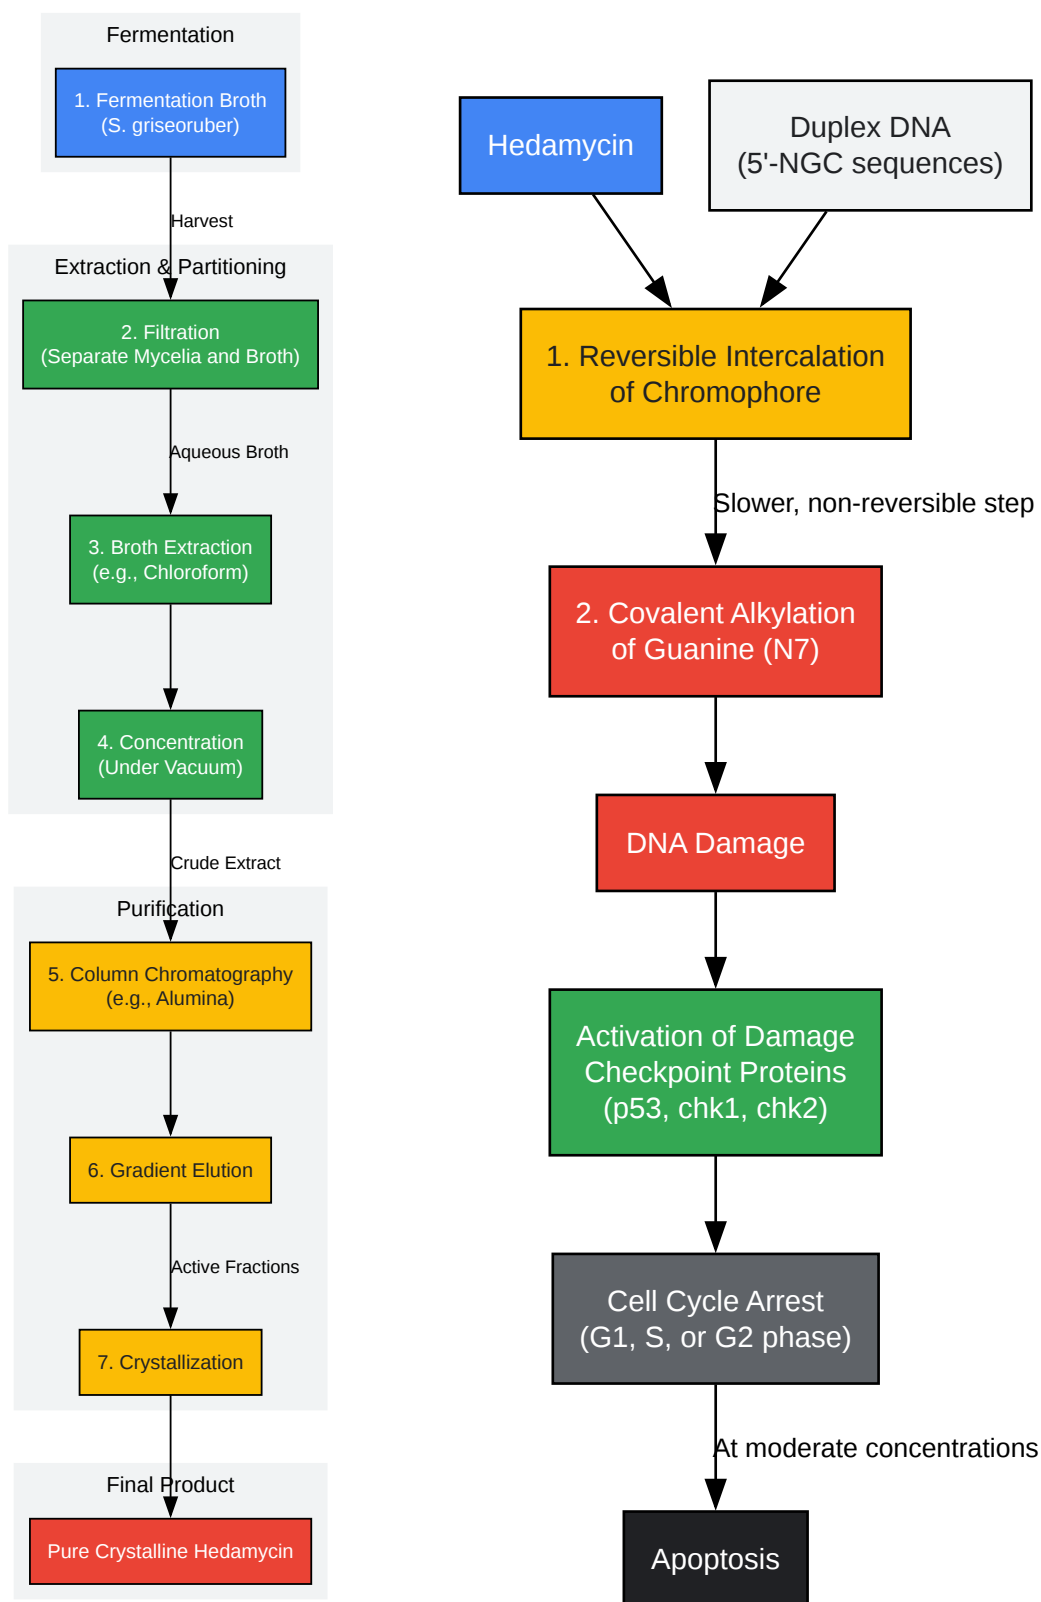 Fermentation
1. Fermentation Broth
(S. griseoruber)
Harvest
Extraction & Partitioning
2. Filtration
(Separate Mycelia and Broth)
Aqueous Broth
3. Broth Extraction
(e.g., Chloroform)
4. Concentration
(Under Vacuum)
Crude Extract
Purification
5. Column Chromatography
(e.g., Alumina)
6. Gradient Elution
Active Fractions
7. Crystallization
Final Product
Pure Crystalline Hedamycin
Hedamycin
Duplex DNA
(5'-NGC sequences)
1. Reversible Intercalation
of Chromophore
Slower, non-reversible step
2. Covalent Alkylation
of Guanine (N7)
DNA Damage
Activation of Damage
Checkpoint Proteins
(p53, chk1, chk2)
Cell Cycle Arrest
(G1, S, or G2 phase)
At moderate concentrations
Apoptosis